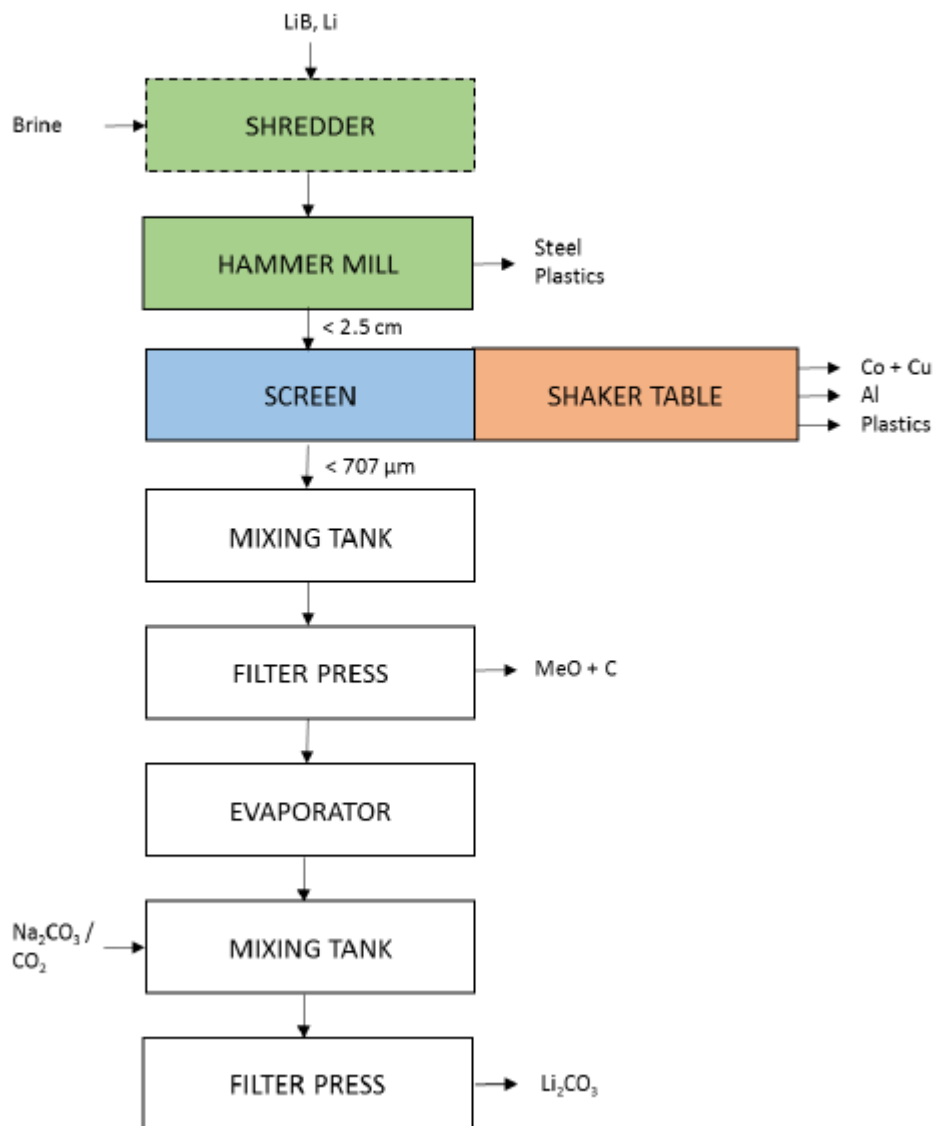 LiB, Li
Brine
SHREDDER
HAMMER MILL
Steel
Plastics
< 2.5 cm
SCREEN
SHAKER TABLE
Co + Cu
Al
Plastics
< 707 µm
MIXING TANK
FILTER PRESS
MeO + C
EVAPORATOR
Na₂CO₃ /
CO₂
MIXING TANK
FILTER PRESS
Li₂CO₃